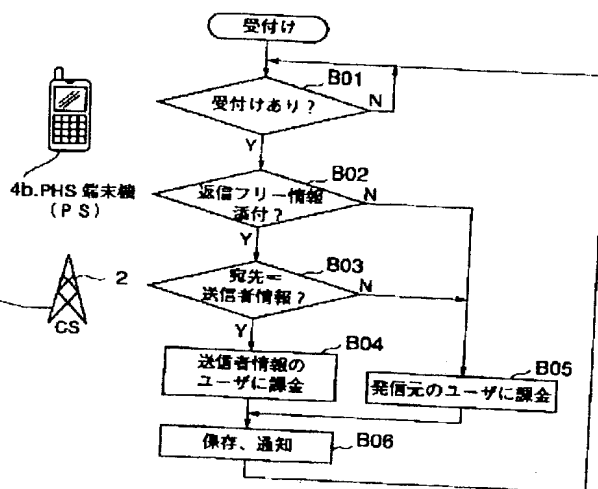 受付け
B01
受付けあり？
N
Y
B02
返信フリー情報
添付？
N
Y
4b.PHS 端末機
(PS)
B03
宛先＝
送信者情報？
N
Y
2
CS
B04
送信者情報の
ユーザに課金
B05
発信元のユーザに課金
B06
保存、通知